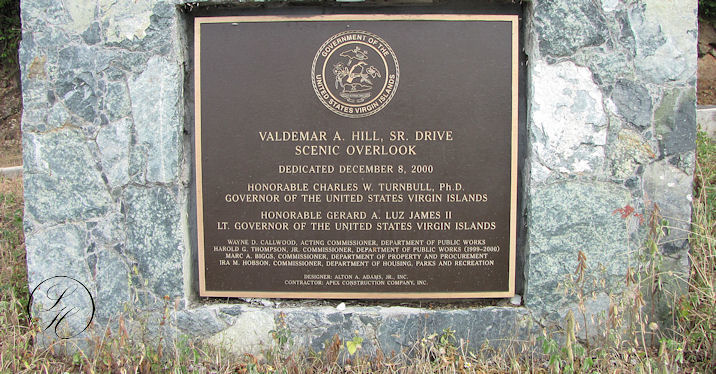 GOVERNMENT OF THE
UNITED STATES VIRGIN ISLANDS
VALDEMAR A. HILL, SR. DRIVE
SCENIC OVERLOOK
DEDICATED DECEMBER 8, 2000
HONORABLE CHARLES W. TURNBULL, Ph.D.
GOVERNOR OF THE UNITED STATES VIRGIN ISLANDS
HONORABLE GERARD A. LUZ JAMES II
LT. GOVERNOR OF THE UNITED STATES VIRGIN ISLANDS
WAYNE D. CALLWOOD, ACTING COMMISSIONER, DEPARTMENT OF PUBLIC WORKS
HAROLD G. THOMPSON, JR. COMMISSIONER, DEPARTMENT OF PUBLIC WORKS (1999-2000)
MARC A. BIGGS, COMMISSIONER, DEPARTMENT OF PROPERTY AND PROCUREMENT
IRA M. HOBSON, COMMISSIONER, DEPARTMENT OF HOUSING, PARKS AND RECREATION
DESIGNER: ALTON A. ADAMS, JR., INC.
CONTRACTOR: APEX CONSTRUCTION COMPANY, INC.